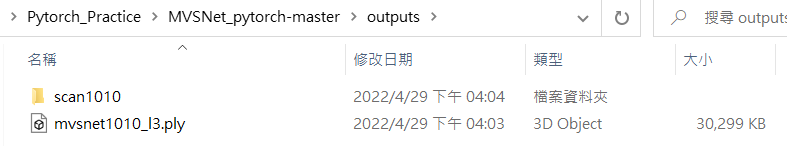 Pytorch_Practice > MVSNet_pytorch-master > outputs > 搜尋 outputs
名稱 修改日期 類型 大小
scan1010 2022/4/29 下午 04:04 檔案資料夾
mvsnet1010_l3.ply 2022/4/29 下午 04:03 3D Object 30,299 KB